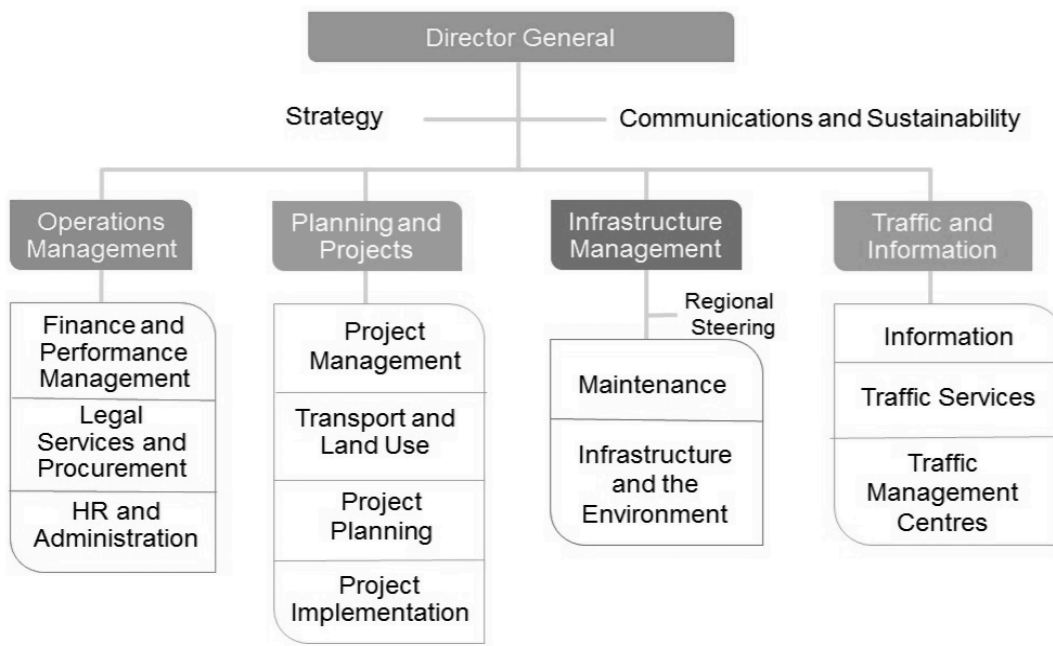 Director General
Strategy
Communications and Sustainability
Operations
Management
Finance and
Performance
Management
Legal
Services and
Procurement
HR and
Administration
Planning and
Projects
Project
Management
Transport and
Land Use
Project
Planning
Project
Implementation
Infrastructure
Management
Regional
Steering
Maintenance
Infrastructure
and the
Environment
Traffic and
Information
Information
Traffic Services
Traffic
Management
Centres